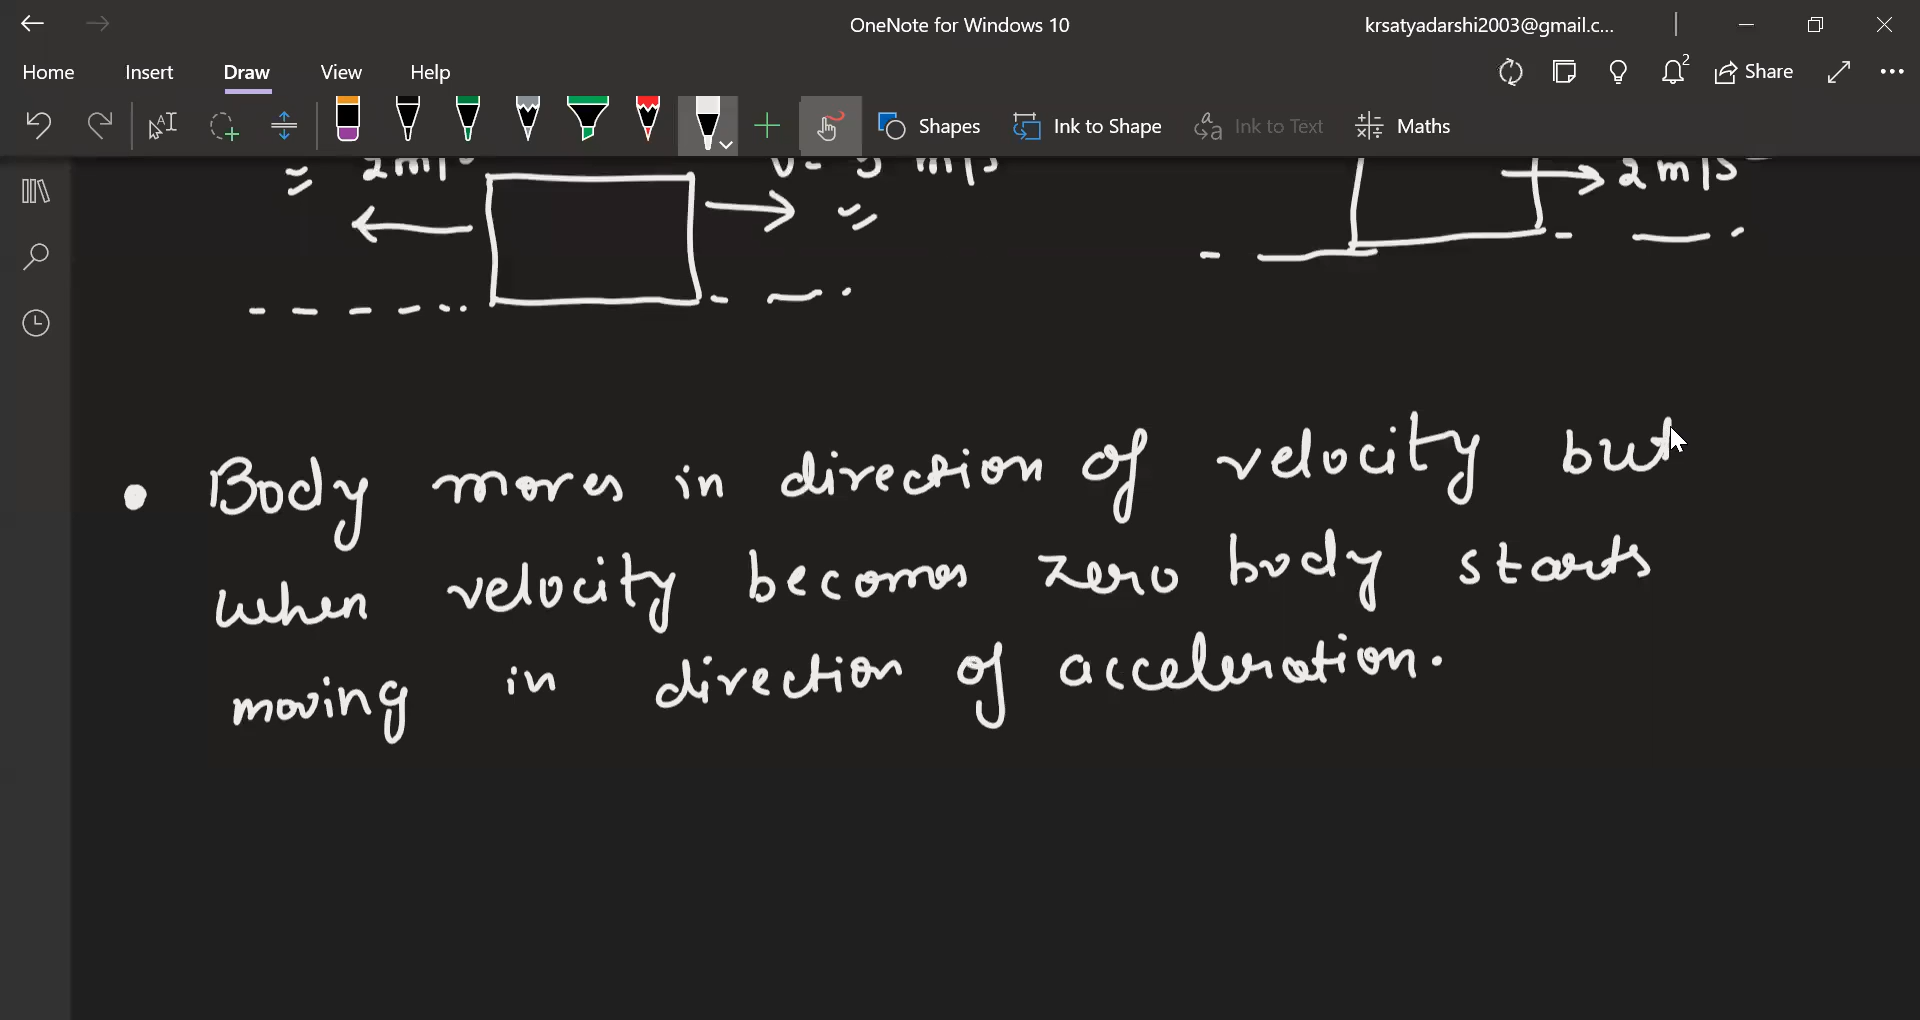 OneNote for Windows 10
krsatyadarshi2003@gmail.c...
Home Insert Draw View Help
2
Share
Shapes
Ink to Shape
Ink to Text
Maths
2 m/s
• Body moves in direction of velocity but
when velocity becomes zero body starts
moving in direction of acceleration.